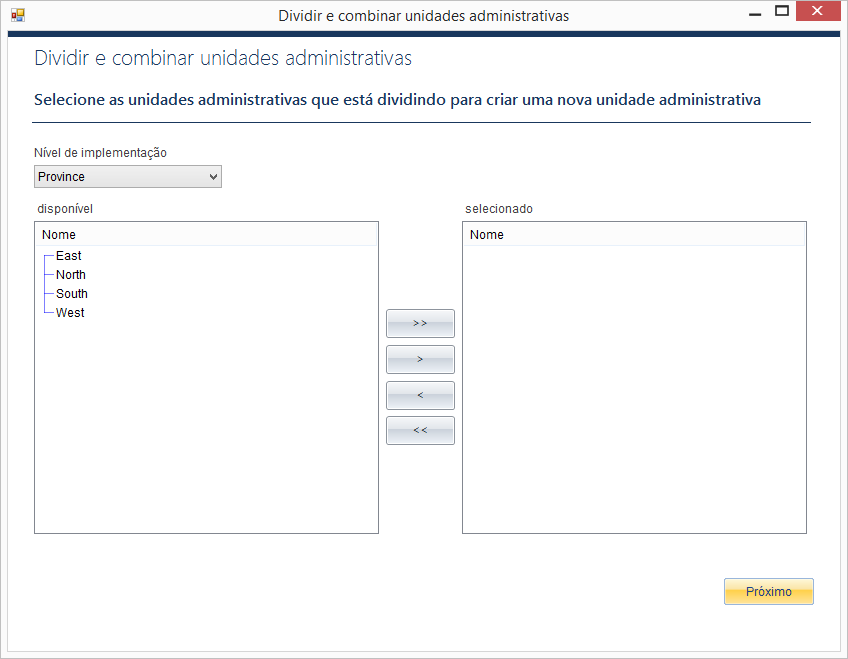 Dividir e combinar unidades administrativas
Dividir e combinar unidades administrativas
Selecione as unidades administrativas que está dividindo para criar uma nova unidade administrativa
Nível de implementação
Province
disponível
Nome
East
North
South
West
>>
>
<
<<
selecionado
Nome
Próximo